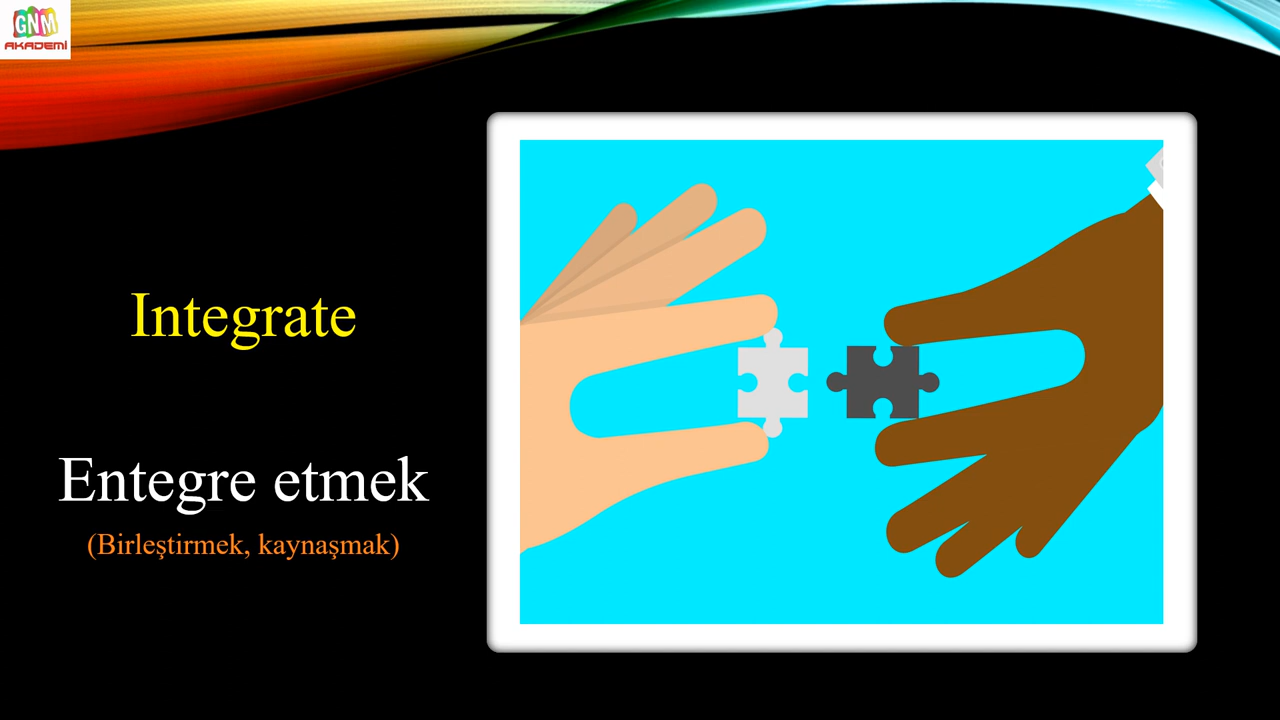 GNM
AKADEMİ
Integrate
Entegre etmek
(Birleştirmek, kaynaşmak)